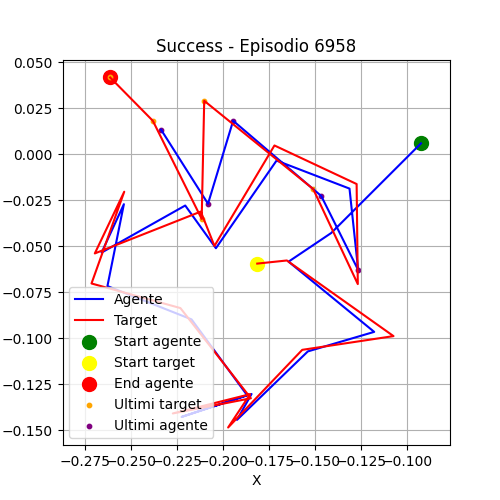 Success - Episodio 6958
0.050
0.025
0.000
−0.025
−0.050
−0.075
−0.100
−0.125
−0.150
Agente
Target
Start agente
Start target
End agente
Ultimi target
Ultimi agente
−0.275 −0.250 −0.225 −0.200 −0.175 −0.150 −0.125 −0.100
X